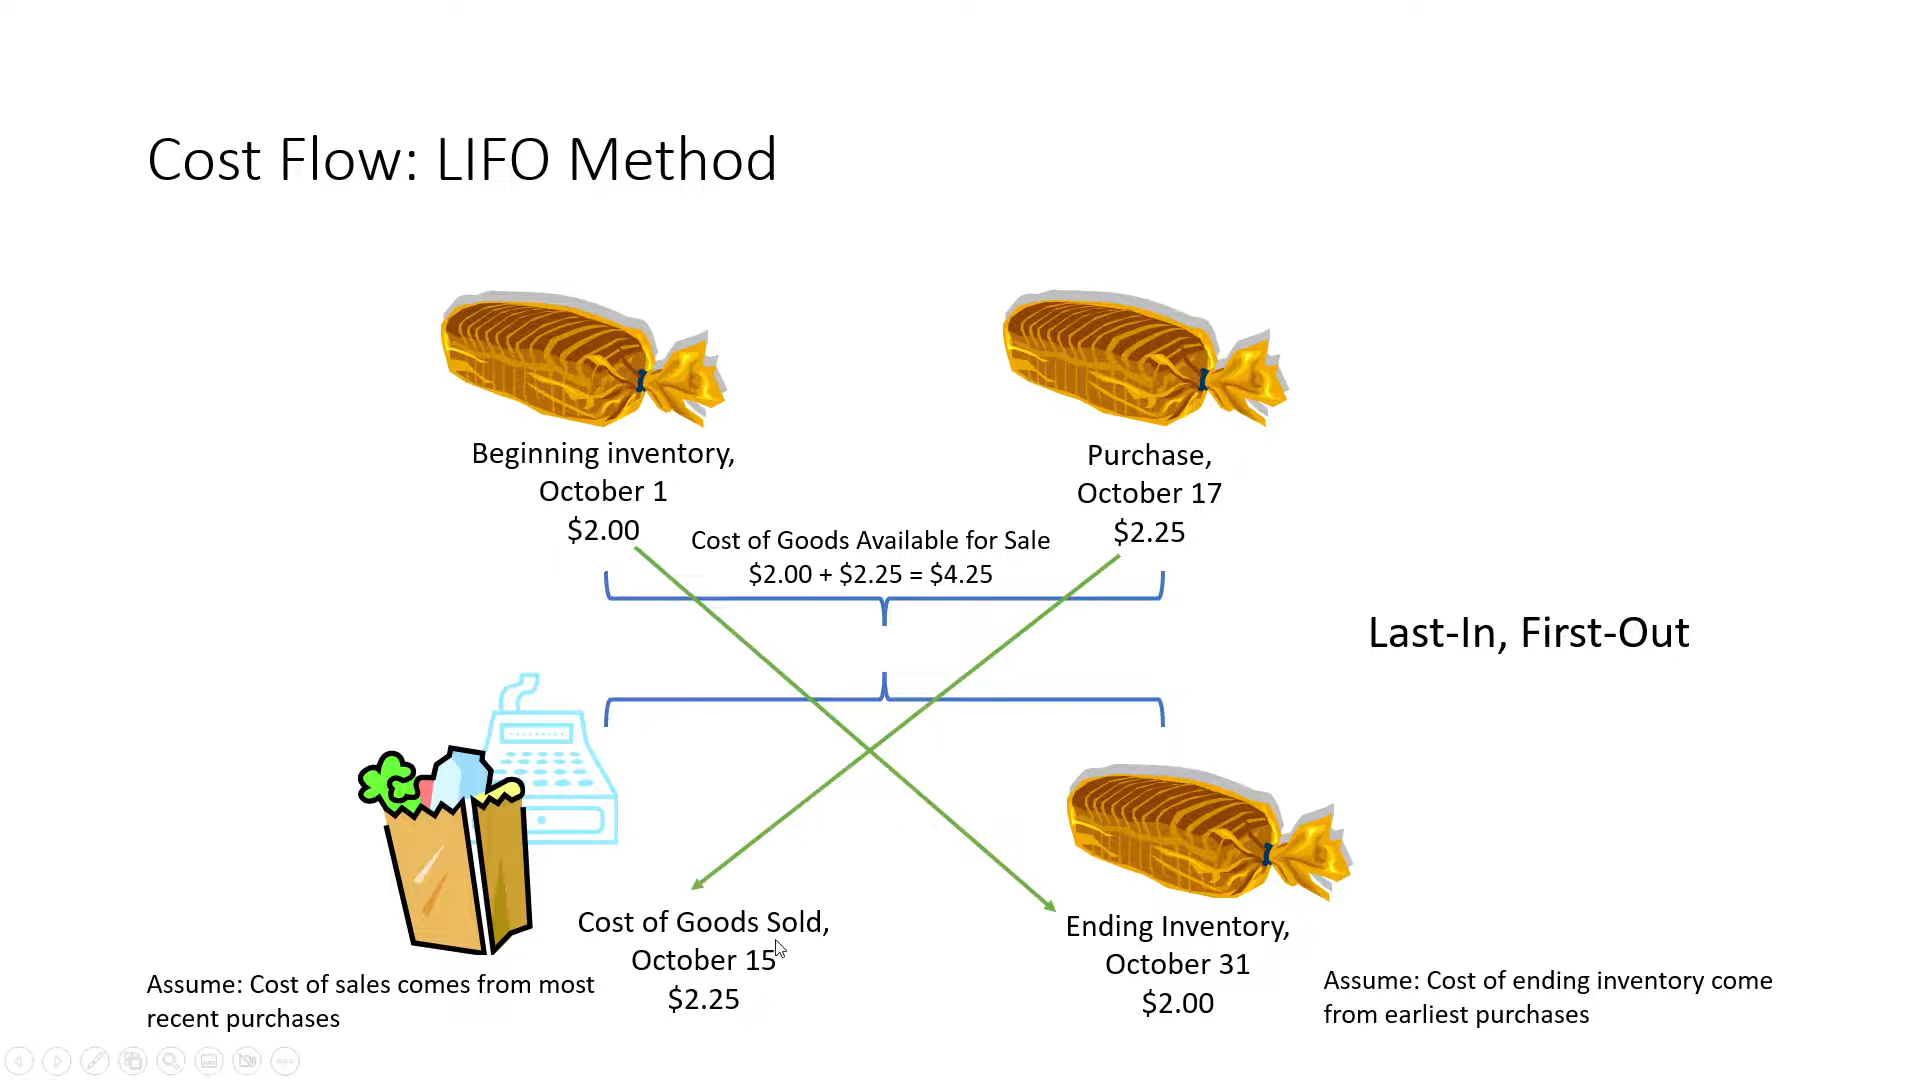 Cost Flow: LIFO Method
Beginning inventory,
October 1
$2.00
Purchase,
October 17
$2.25
Cost of Goods Available for Sale
$2.00 + $2.25 = $4.25
Last-In, First-Out
Cost of Goods Sold,
October 15
$2.25
Ending Inventory,
October 31
$2.00
Assume: Cost of sales comes from most
recent purchases
Assume: Cost of ending inventory come
from earliest purchases